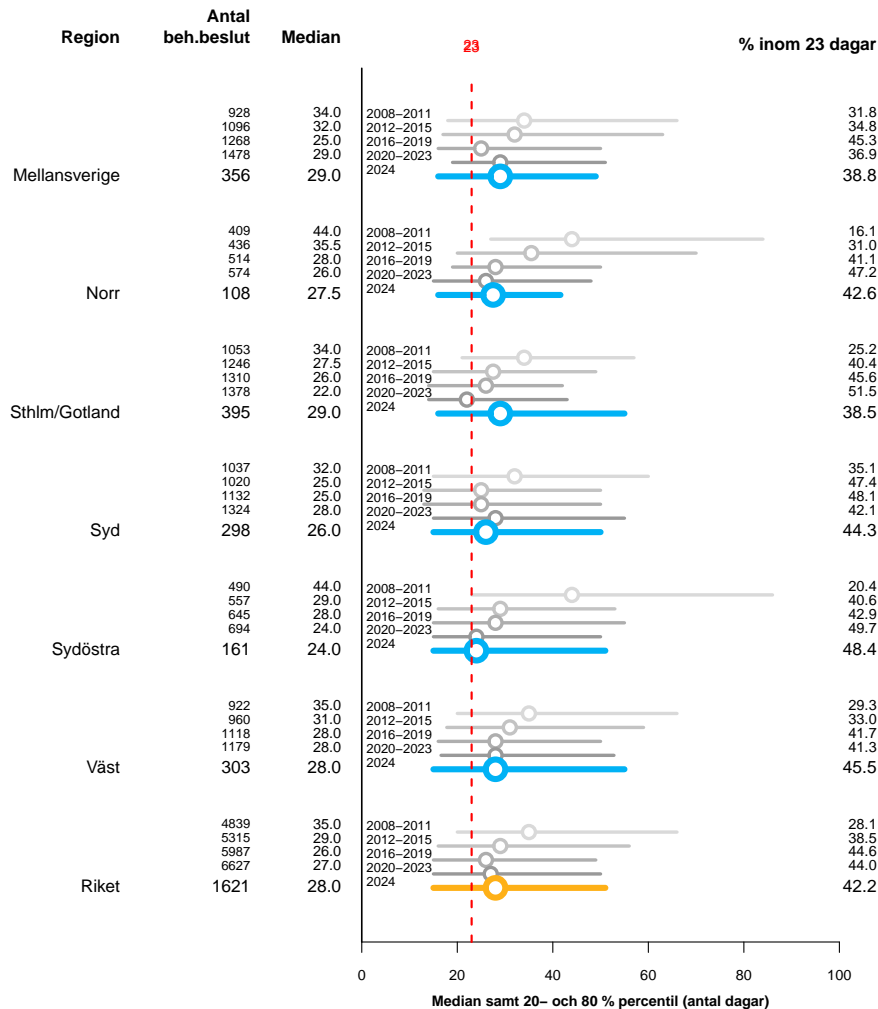 Region Antal beh.beslut Median 23 % inom 23 dagar
928 34.0 2008–2011 31.8
1096 32.0 2012–2015 34.8
1268 25.0 2016–2019 45.3
1478 29.0 2020–2023 36.9
Mellansverige 356 29.0 2024 38.8
409 44.0 2008–2011 16.1
436 35.5 2012–2015 31.0
514 28.0 2016–2019 41.1
574 26.0 2020–2023 47.2
Norr 108 27.5 2024 42.6
1053 34.0 2008–2011 25.2
1246 27.5 2012–2015 40.4
1310 26.0 2016–2019 45.6
1378 22.0 2020–2023 51.5
Sthlm/Gotland 395 29.0 2024 38.5
1037 32.0 2008–2011 35.1
1020 25.0 2012–2015 47.4
1132 25.0 2016–2019 48.1
1324 28.0 2020–2023 42.1
Syd 298 26.0 2024 44.3
490 44.0 2008–2011 20.4
557 29.0 2012–2015 40.6
645 28.0 2016–2019 42.9
694 24.0 2020–2023 49.7
Sydöstra 161 24.0 2024 48.4
922 35.0 2008–2011 29.3
960 31.0 2012–2015 33.0
1118 28.0 2016–2019 41.7
1179 28.0 2020–2023 41.3
Väst 303 28.0 2024 45.5
4839 35.0 2008–2011 28.1
5315 29.0 2012–2015 38.5
5987 26.0 2016–2019 44.6
6627 27.0 2020–2023 44.0
Riket 1621 28.0 2024 42.2
0 20 40 60 80 100
Median samt 20– och 80 % percentil (antal dagar)